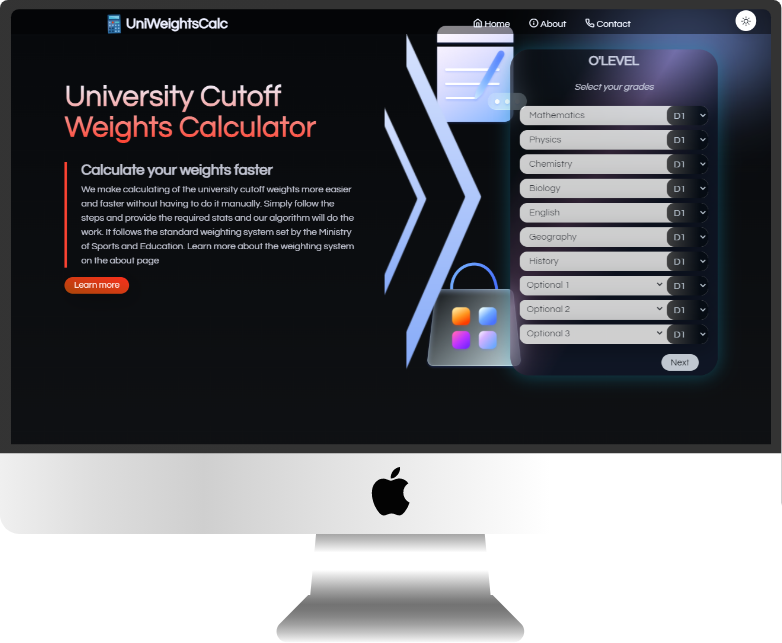 UniWeightsCalc
Home
About
Contact
University Cutoff
Weights Calculator
Calculate your weights faster
We make calculating of the university cutoff weights more easier
and faster without having to do it manually. Simply follow the
steps and provide the required stats and our algorithm will do the
work. It follows the standard weighting system set by the Ministry
of Sports and Education. Learn more about the weighting system
on the about page
Learn more
O'LEVEL
Select your grades
Mathematics D1
Physics D1
Chemistry D1
Biology D1
English D1
Geography D1
History D1
Optional 1 D1
Optional 2 D1
Optional 3 D1
Next